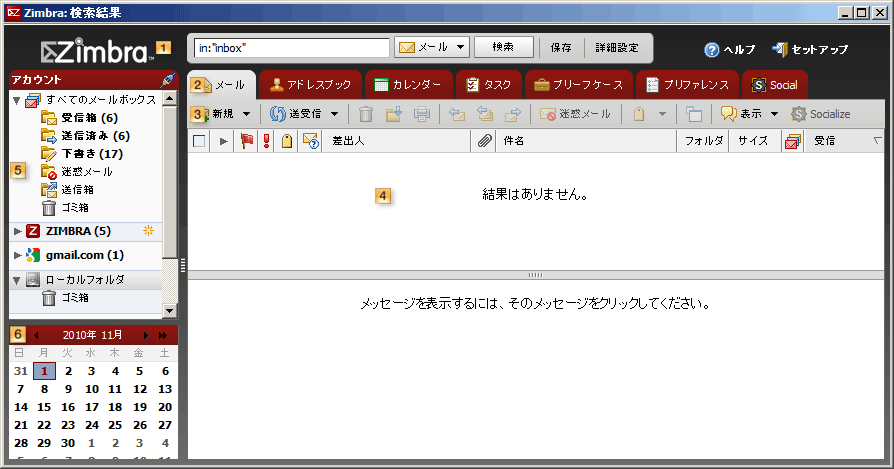 Zimbra: 検索結果
Zimbra™ 1 in:"inbox" メール 検索 保存 詳細設定 ヘルプ セットアップ
アカウント
2 メール アドレスブック カレンダー タスク ブリーフケース プリファレンス Social
3 新規 送受信 迷惑メール 表示 Socialize
差出人 件名 フォルダ サイズ 受信
すべてのメールボックス
受信箱 (6)
送信済み (6)
下書き (17)
5 迷惑メール
送信箱
ゴミ箱
ZIMBRA (5)
gmail.com (1)
ローカルフォルダ
ゴミ箱
4 結果はありません。
メッセージを表示するには、そのメッセージをクリックしてください。
6 2010年 11月
日 月 火 水 木 金 土
31 1 2 3 4 5 6
7 8 9 10 11 12 13
14 15 16 17 18 19 20
21 22 23 24 25 26 27
28 29 30 1 2 3 4